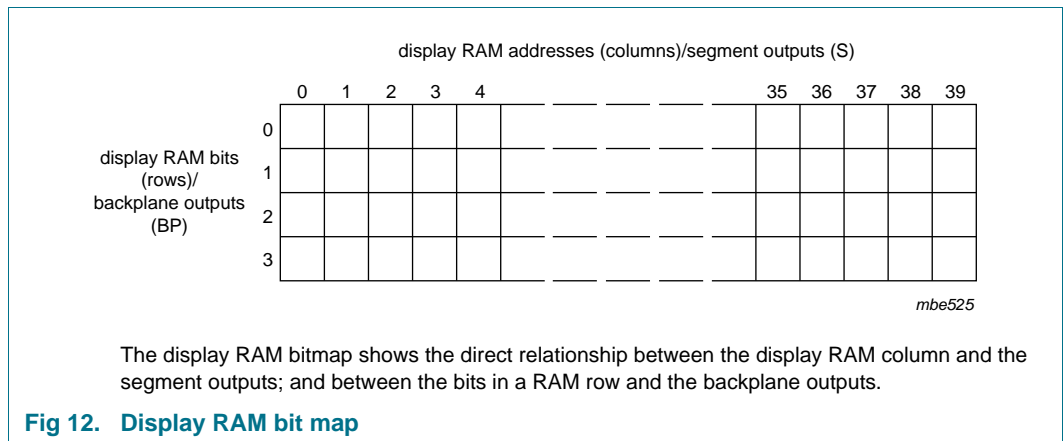 display RAM addresses (columns)/segment outputs (S)
0 1 2 3 4 35 36 37 38 39
0
display RAM bits
1
(rows)/
backplane outputs
2
(BP)
3
mbe525
The display RAM bitmap shows the direct relationship between the display RAM column and the
segment outputs; and between the bits in a RAM row and the backplane outputs.
Fig 12. Display RAM bit map